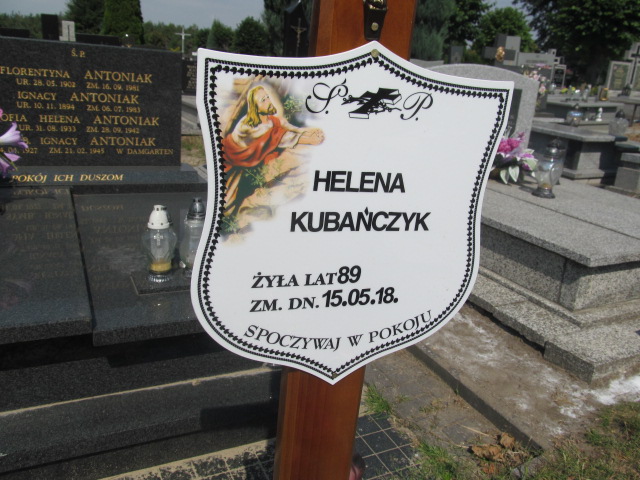 Ś. P.
FLORENTYNA ANTONIAK
UR. 28.05.1902 ZM. 16.09.1981
IGNACY ANTONIAK
UR. 10.11.1894 ZM. 06.07.1983
HELENA ANTONIAK
UR. 31.08.1933 ZM. 28.09.1942
IGNACY ANTONIAK
1927 ZM. 21.02.1945 W DAMGARTEN
POKÓJ ICH DUSZOM
Ś. P.
HELENA
KUBAŃCZYK
ŻYŁA LAT 89
ZM. DN. 15.05.18.
SPOCZYWAJ W POKOJU